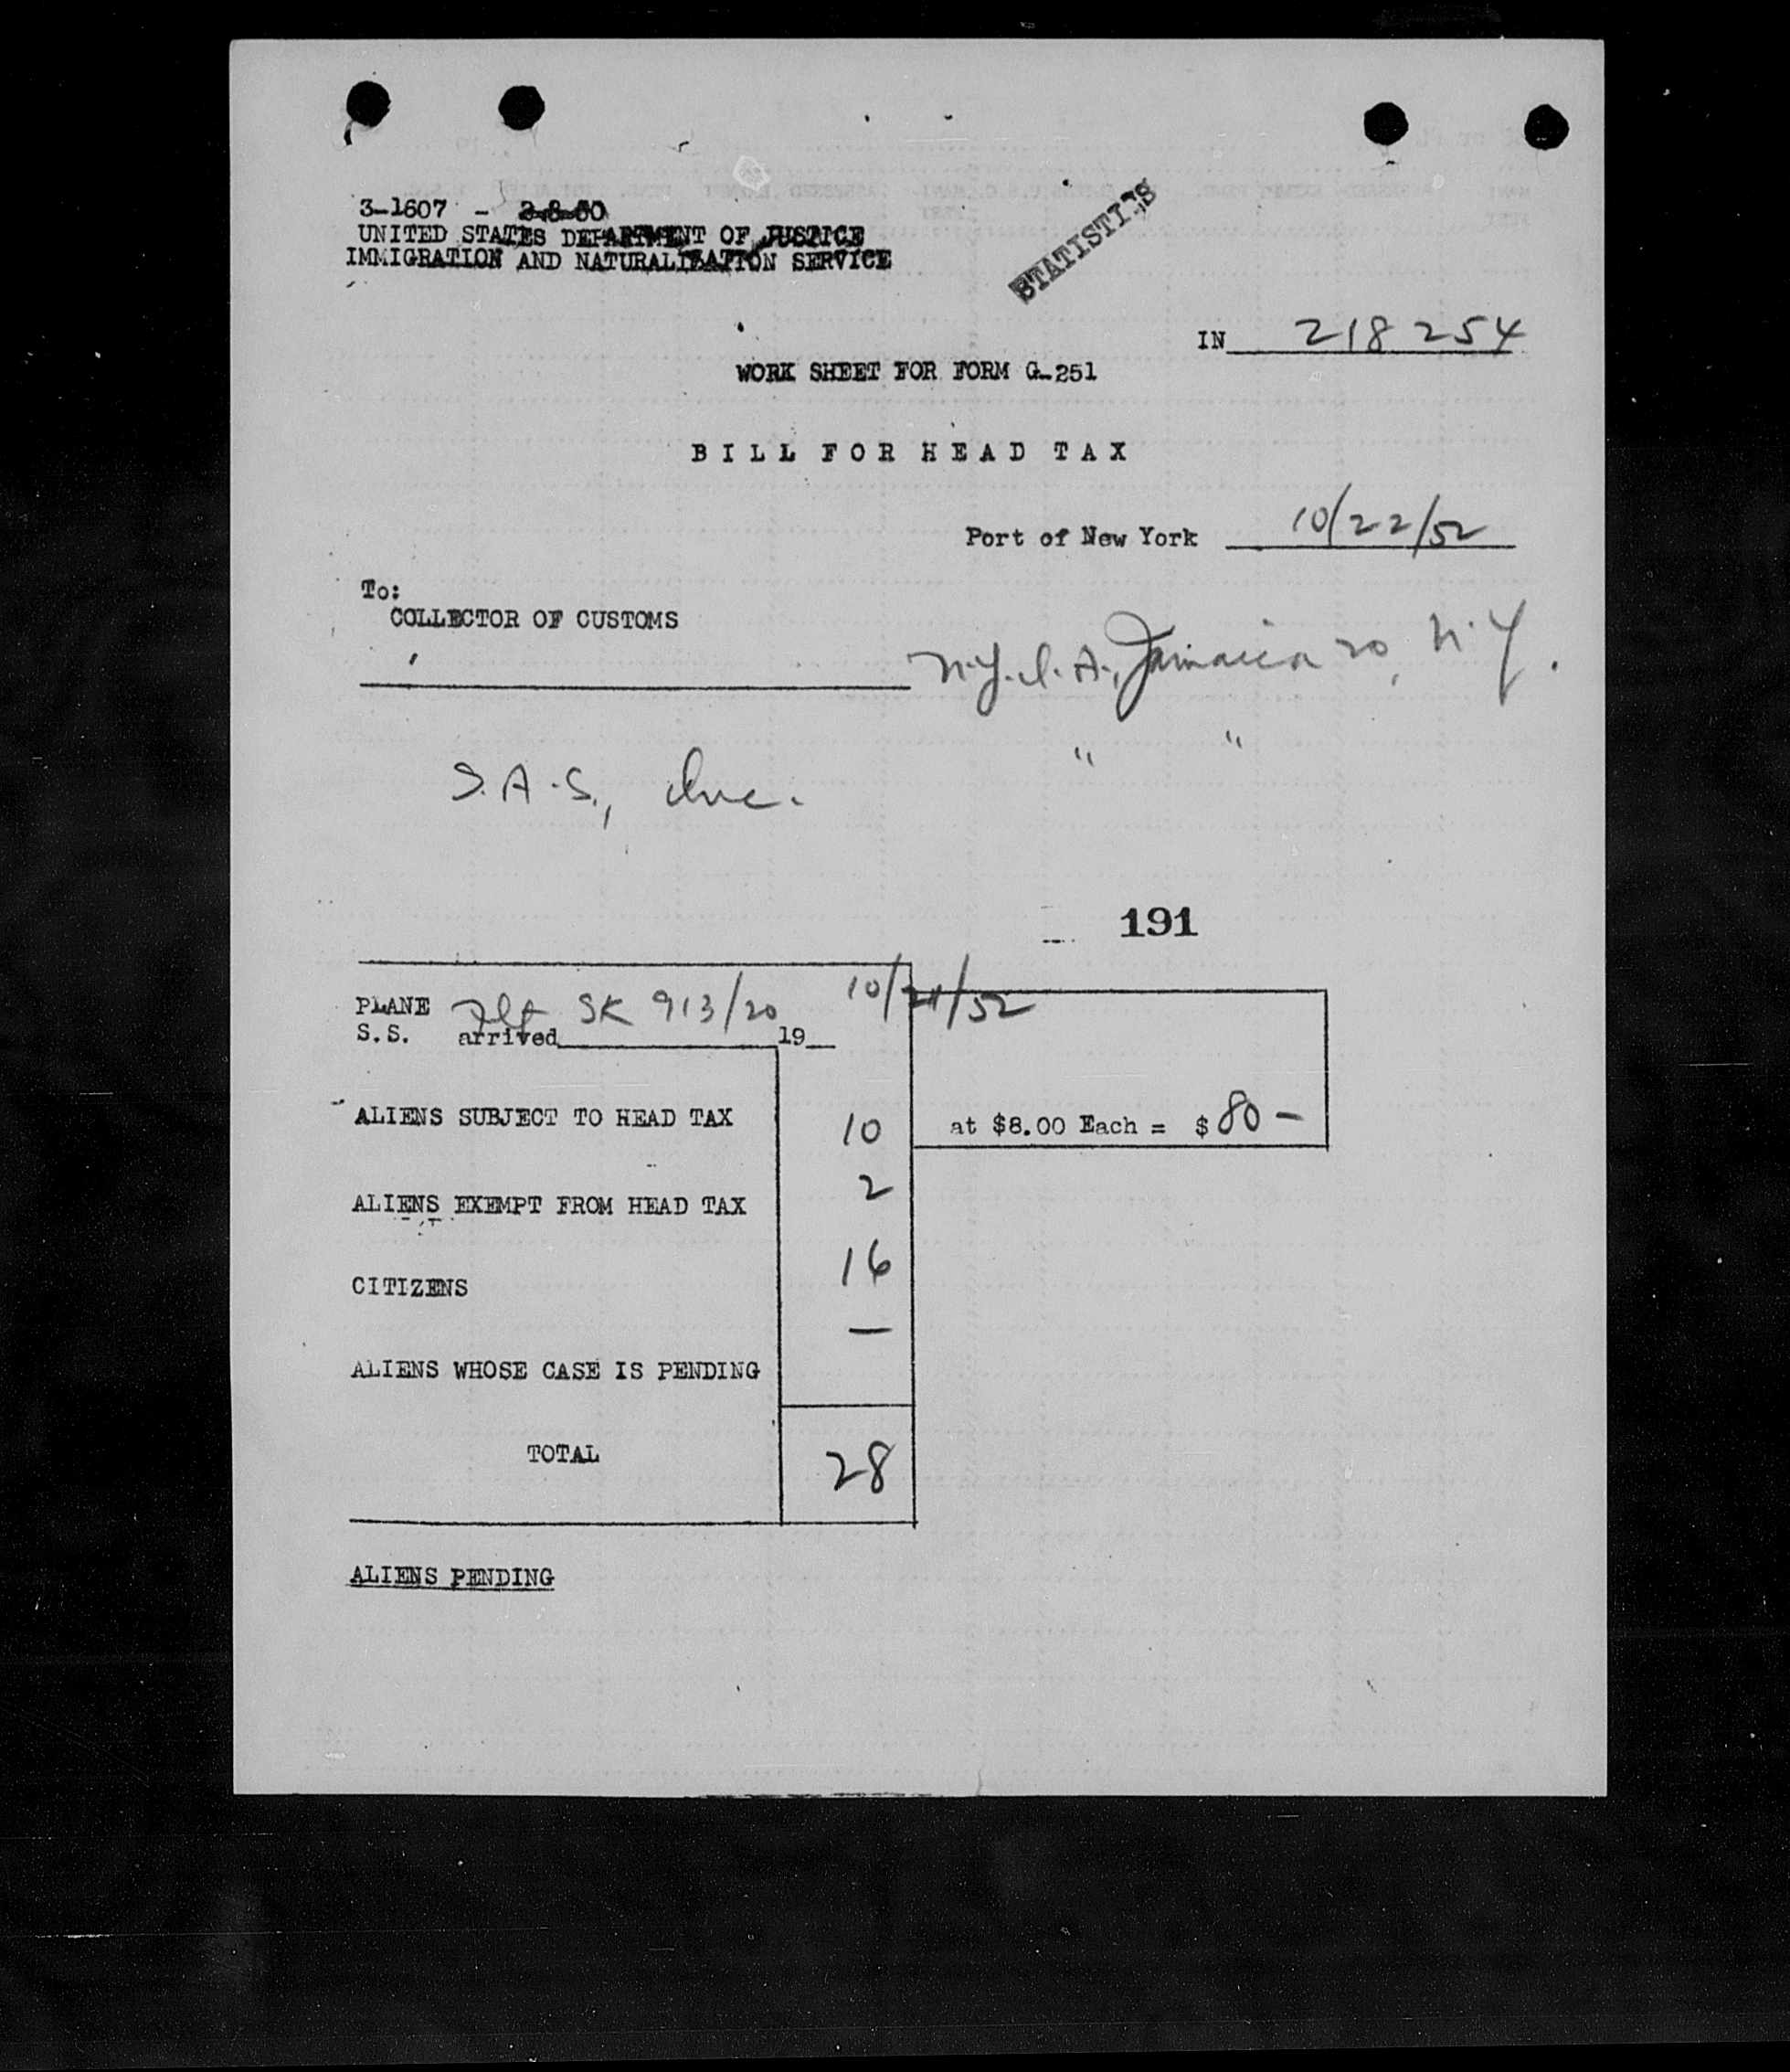 3-1607 - 2-8-50
UNITED STATES DEPARTMENT OF JUSTICE
IMMIGRATION AND NATURALIZATION SERVICE
STATISTICS
IN 218254
WORK SHEET FOR FORM G-251
BILL FOR HEAD TAX
Port of New York 10/22/52
To:
COLLECTOR OF CUSTOMS
N.Y.I.A., Jamaica 20, N.Y.
S.A.S., Inc. " "
191
PLANE Flt SK 913/20 10/21/52
S.S. arrived 19
ALIENS SUBJECT TO HEAD TAX 10 at $8.00 Each = $ 80 –
ALIENS EXEMPT FROM HEAD TAX 2
CITIZENS 16
ALIENS WHOSE CASE IS PENDING —
TOTAL 28
ALIENS PENDING